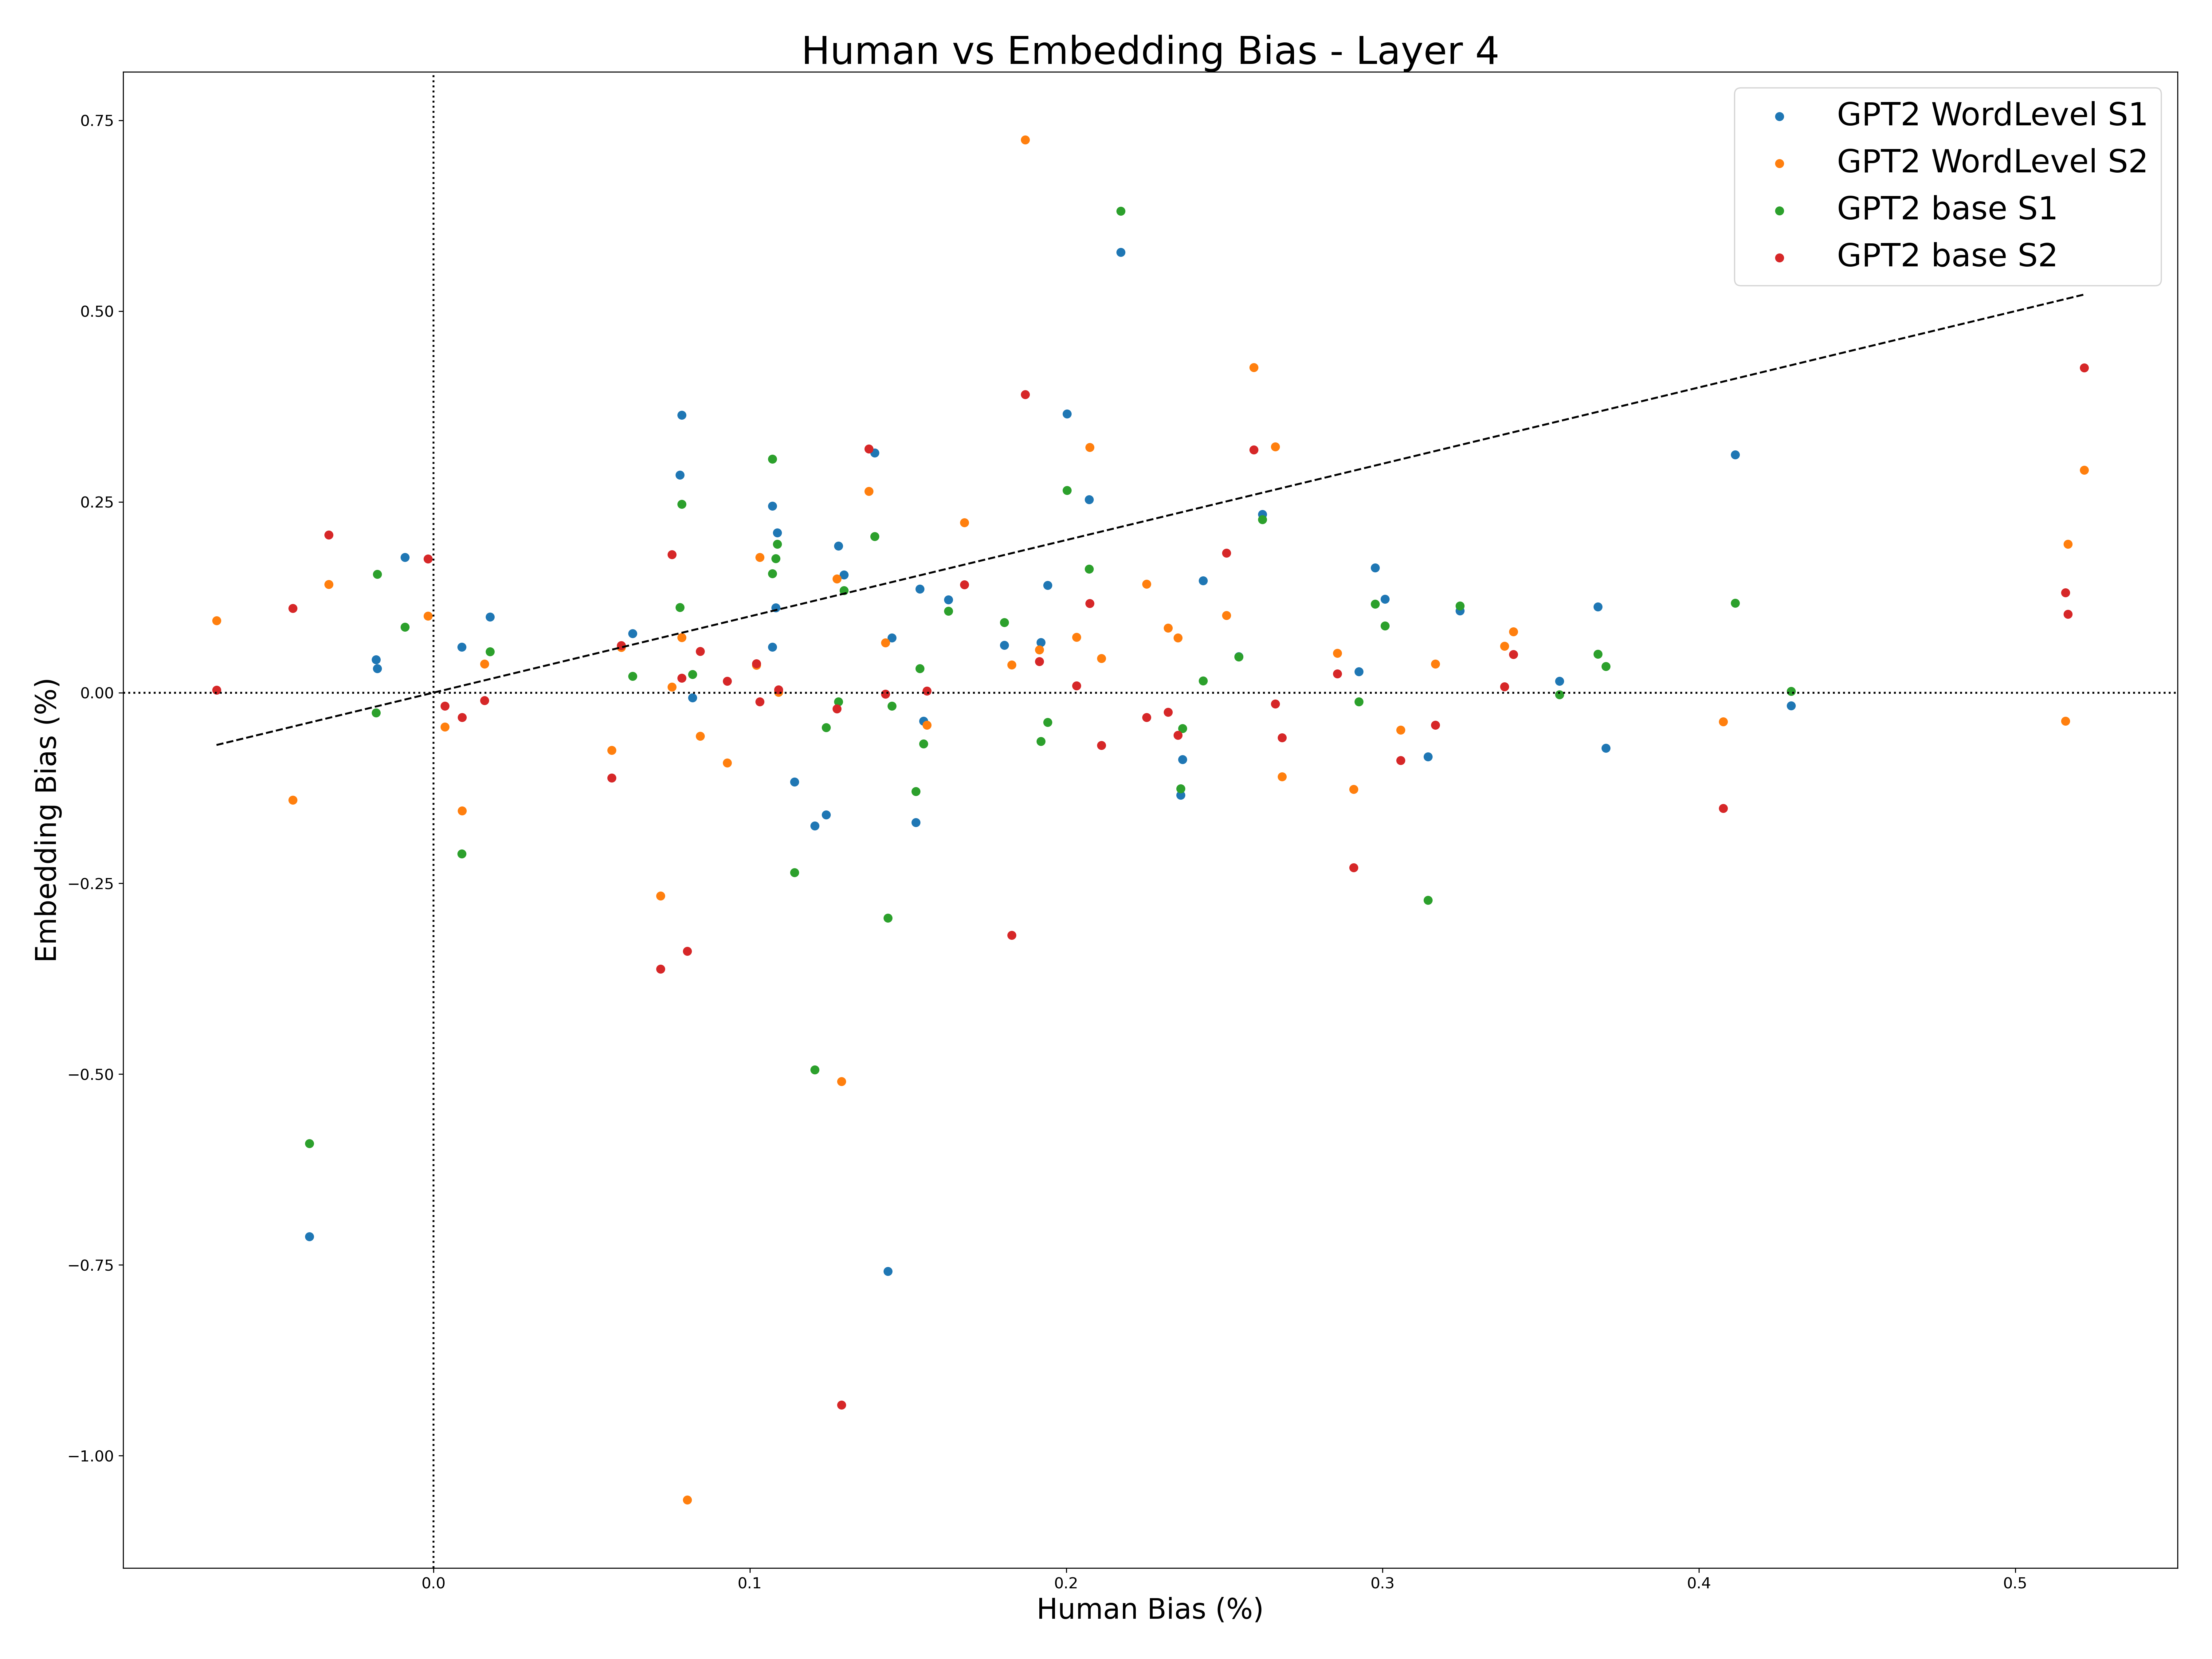 Human vs Embedding Bias - Layer 4
GPT2 WordLevel S1
GPT2 WordLevel S2
GPT2 base S1
GPT2 base S2
Embedding Bias (%)
0.75
0.50
0.25
0.00
−0.25
−0.50
−0.75
−1.00
0.0 0.1 0.2 0.3 0.4 0.5
Human Bias (%)